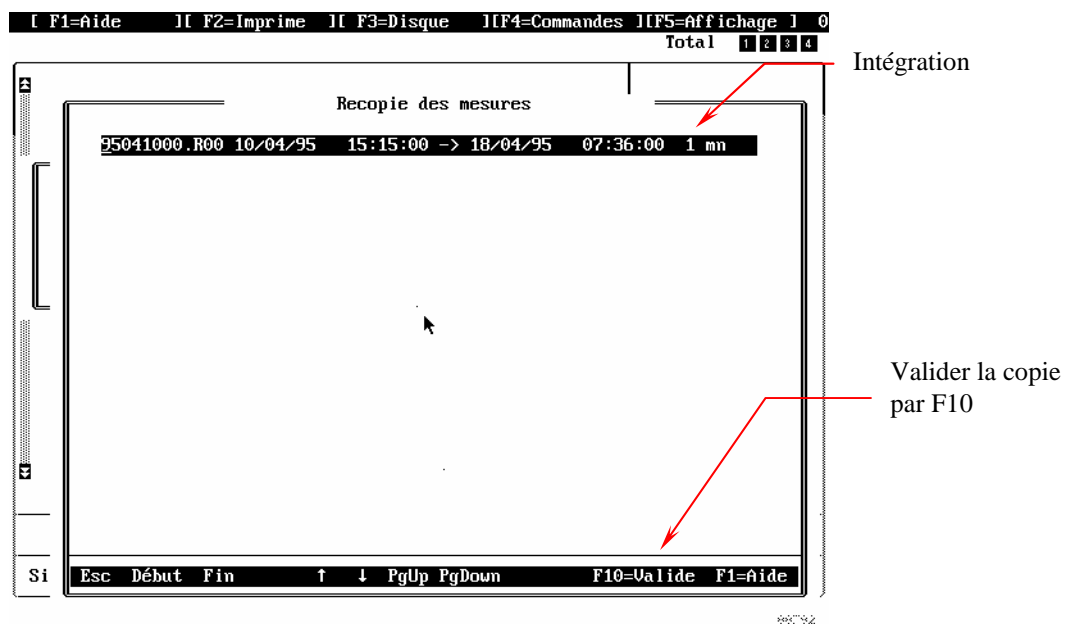 [ F1=Aide ][ F2=Imprime ][ F3=Disque ][F4=Commandes ][F5=Affichage ] 0
Total 1 2 3 4
Intégration
Recopie des mesures
95041000.R00 10/04/95 15:15:00 -> 18/04/95 07:36:00 1 mn
Valider la copie
par F10
Si Esc Début Fin ↑ ↓ PgUp PgDown F10=Valide F1=Aide